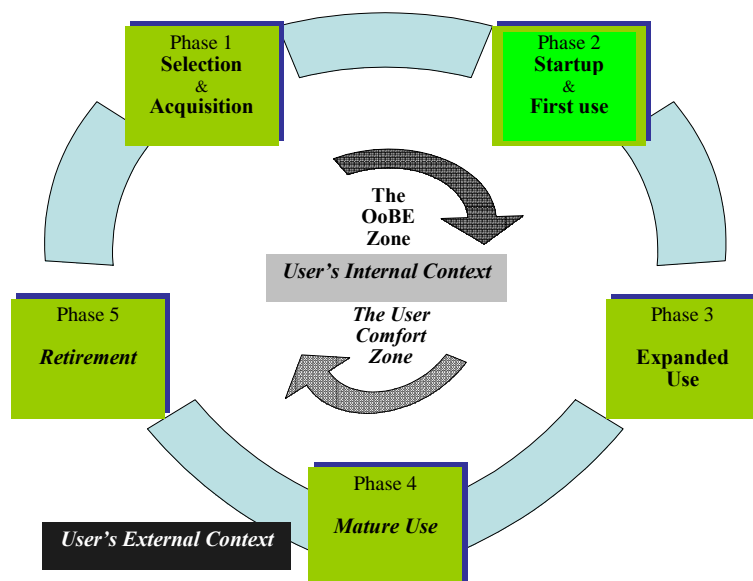 Phase 1
Selection
&
Acquisition
Phase 2
Startup
&
First use
The
OoBE
Zone
User's Internal Context
The User
Comfort
Zone
Phase 5
Retirement
Phase 3
Expanded
Use
Phase 4
Mature Use
User's External Context